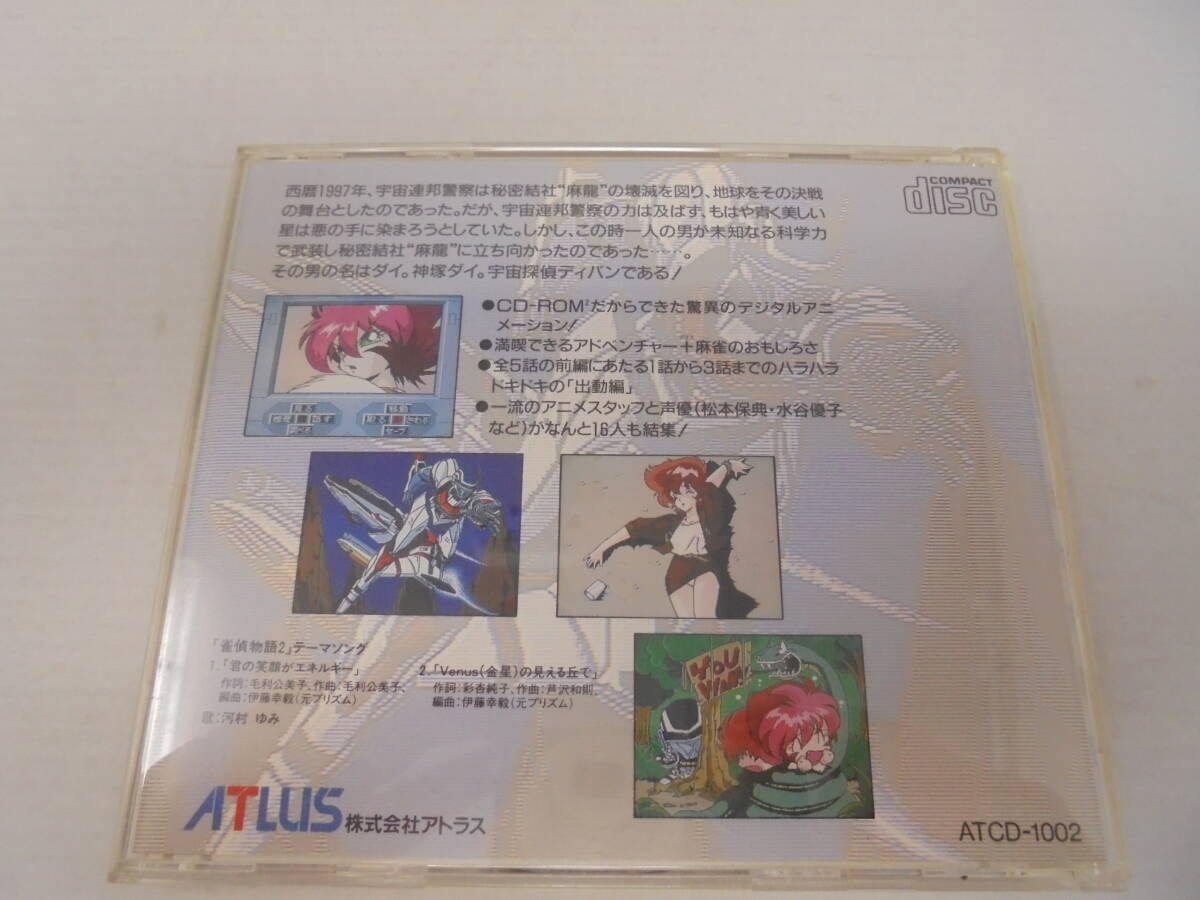 西暦1997年、宇宙連邦警察は秘密結社“麻龍”の壊滅を図り、地球をその決戦
の舞台としたのであった。だが、宇宙連邦警察の力は及ばず、もはや青く美しい
星は悪の手に染まろうとしていた。しかし、この時一人の男が未知なる科学力
で武装し秘密結社“麻龍”に立ち向かったのであった……。
その男の名はダイ。神塚ダイ。宇宙探偵ディバンである!
COMPACT
disc
●CD-ROM²だからできた驚異のデジタルアニ
メーション!
●満喫できるアドベンチャー+麻雀のおもしろさ
●全5話の前編にあたる1話から3話までのハラハラ
ドキドキの「出動編」
●一流のアニメスタッフと声優(松本保典・水谷優子
など)がなんと16人も結集!
見る
移動
話す
取る
セーブ
YOU
WIN!
「雀偵物語2」テーマソング
1.「君の笑顔がエネルギー」
作詞:毛利公美子、作曲:毛利公美子、
編曲:伊藤幸毅(元プリズム)
歌:河村 ゆみ
2.「Venus(金星)の見える丘で」
作詞:彩杏純子、作曲:芦沢和則、
編曲:伊藤幸毅(元プリズム)
ATLUS 株式会社アトラス
ATCD-1002